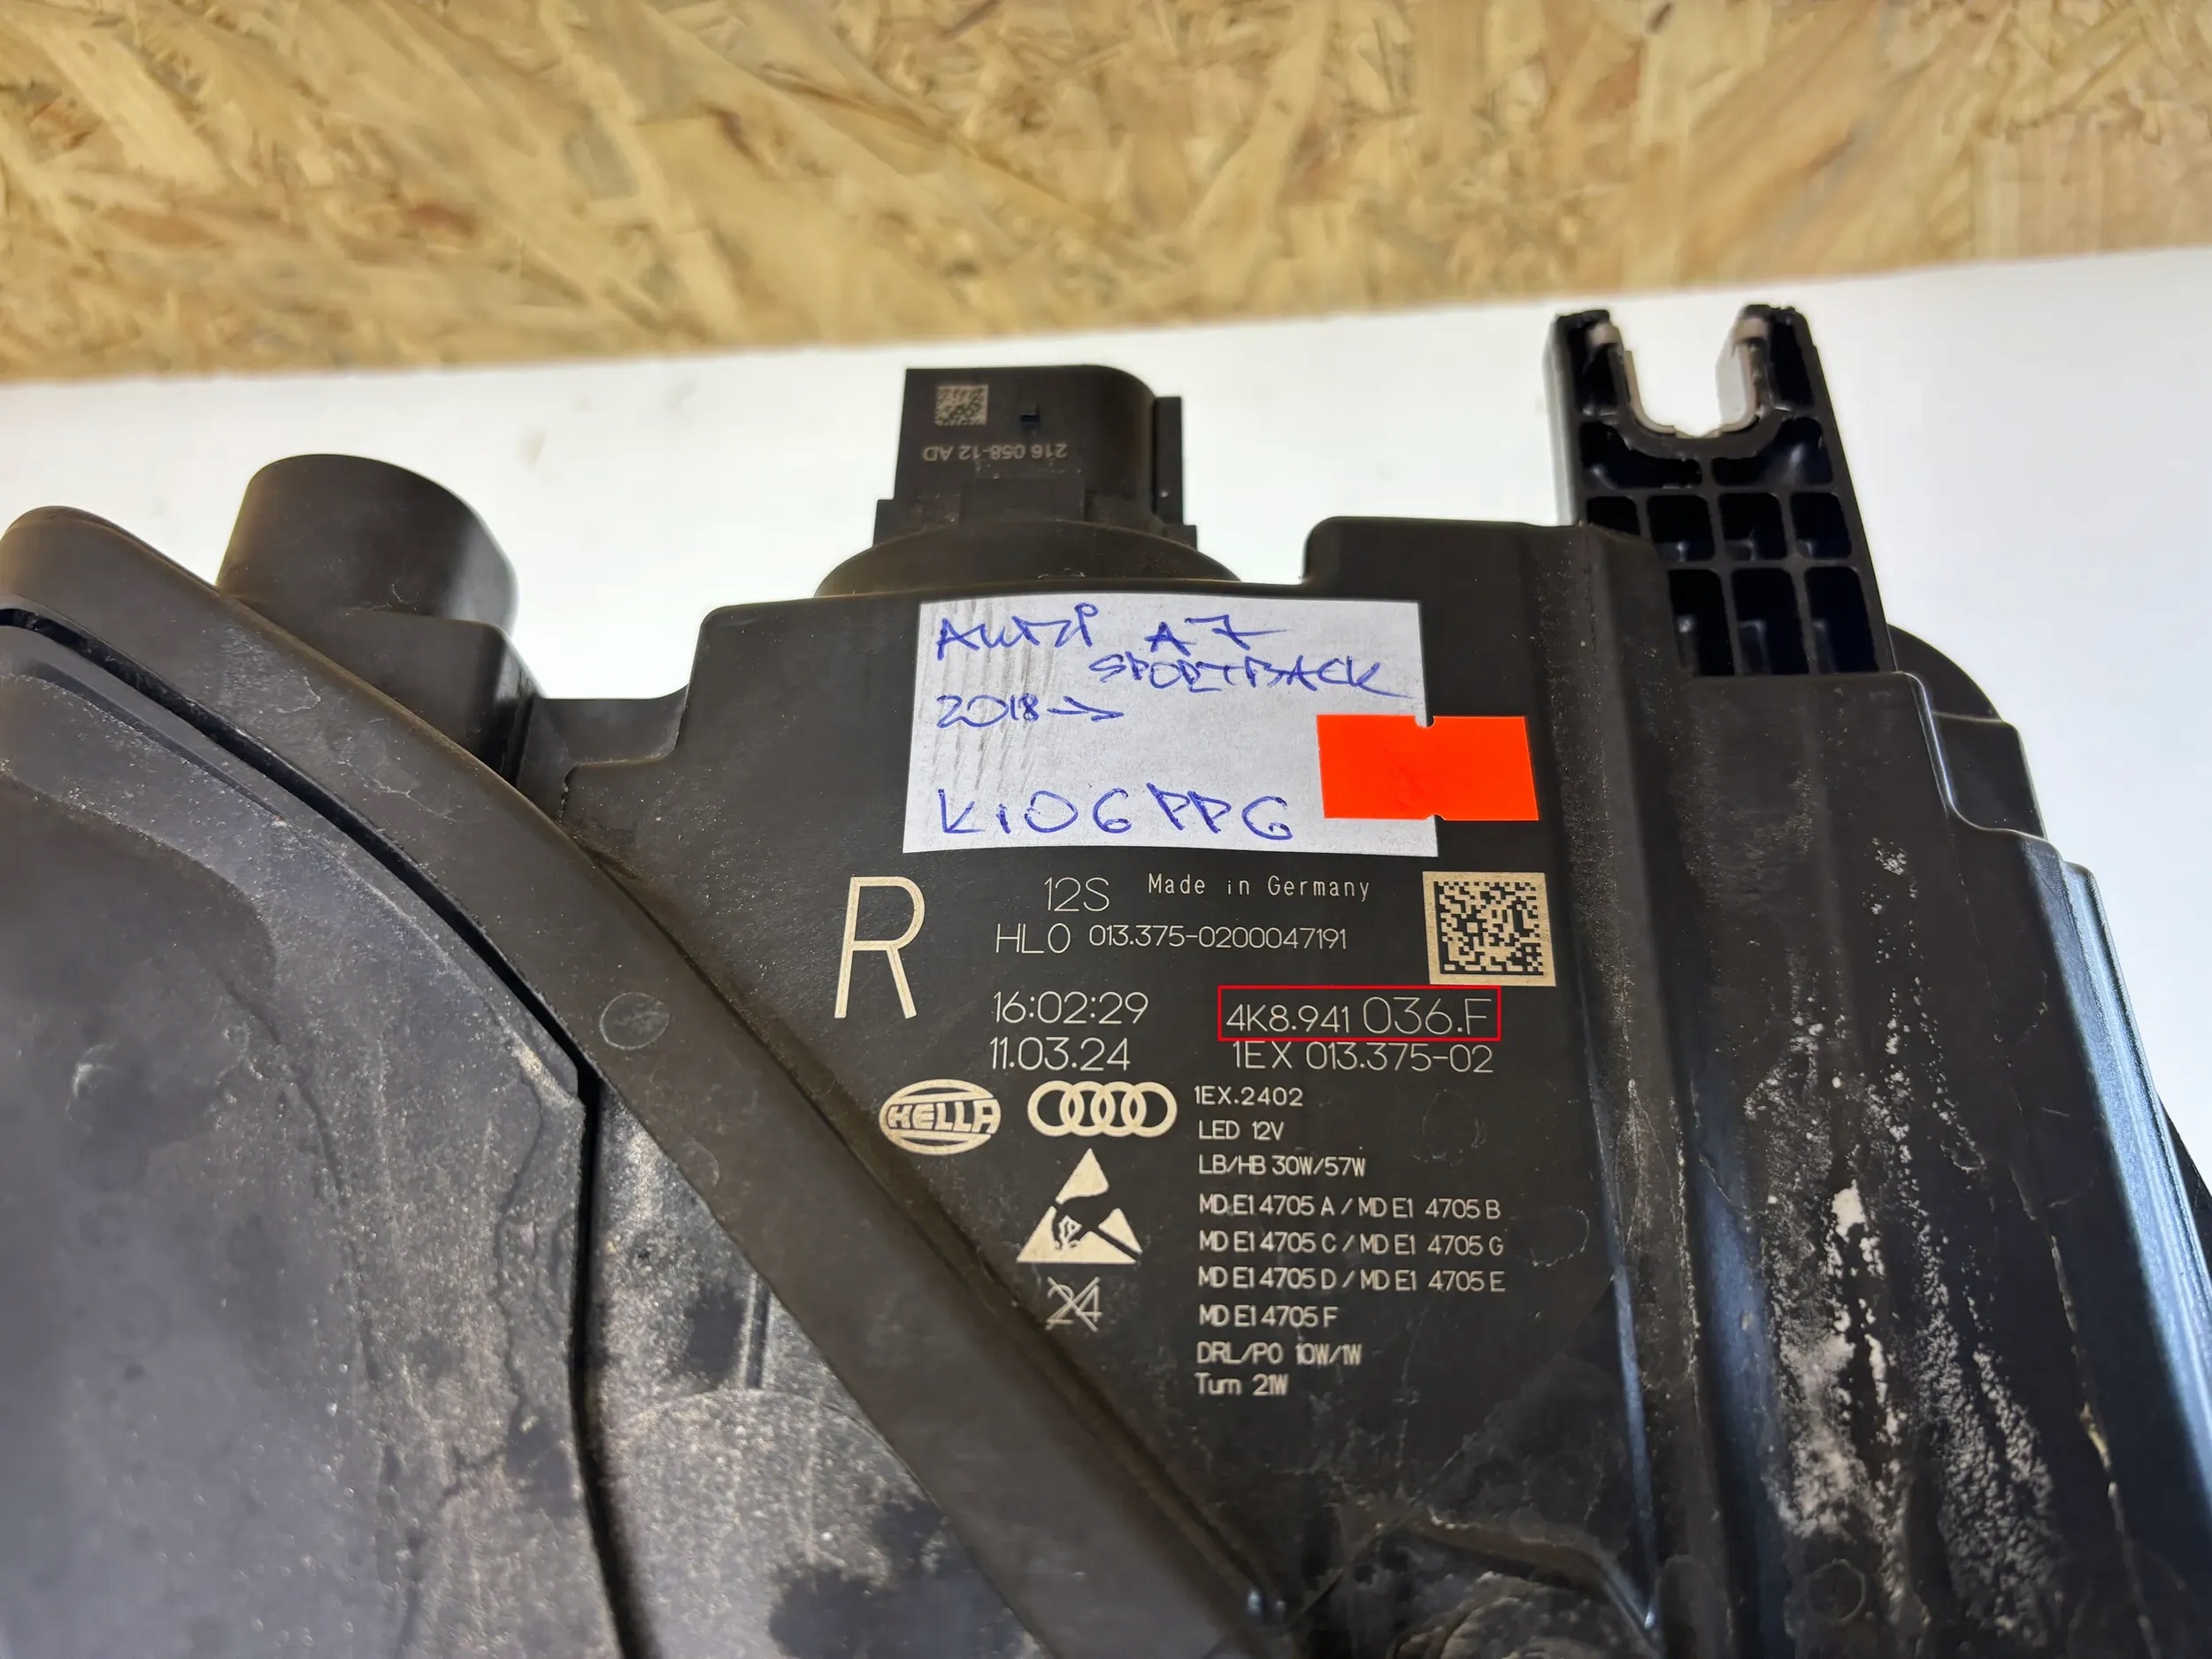 216 058-12 AD
AUDI A7
SPORTBACK
2018→
KI06PPG
R
12S Made in Germany
HL0 013.375-0200047191
16:02:29 4K8.941 036.F
11.03.24 1EX 013.375-02
HELLA
1EX.2402
LED 12V
LB/HB 30W/57W
MD E1 4705 A / MD E1 4705 B
MD E1 4705 C / MD E1 4705 G
MD E1 4705 D / MD E1 4705 E
24
MD E1 4705 F
DRL/PO 10W/1W
Turn 21W